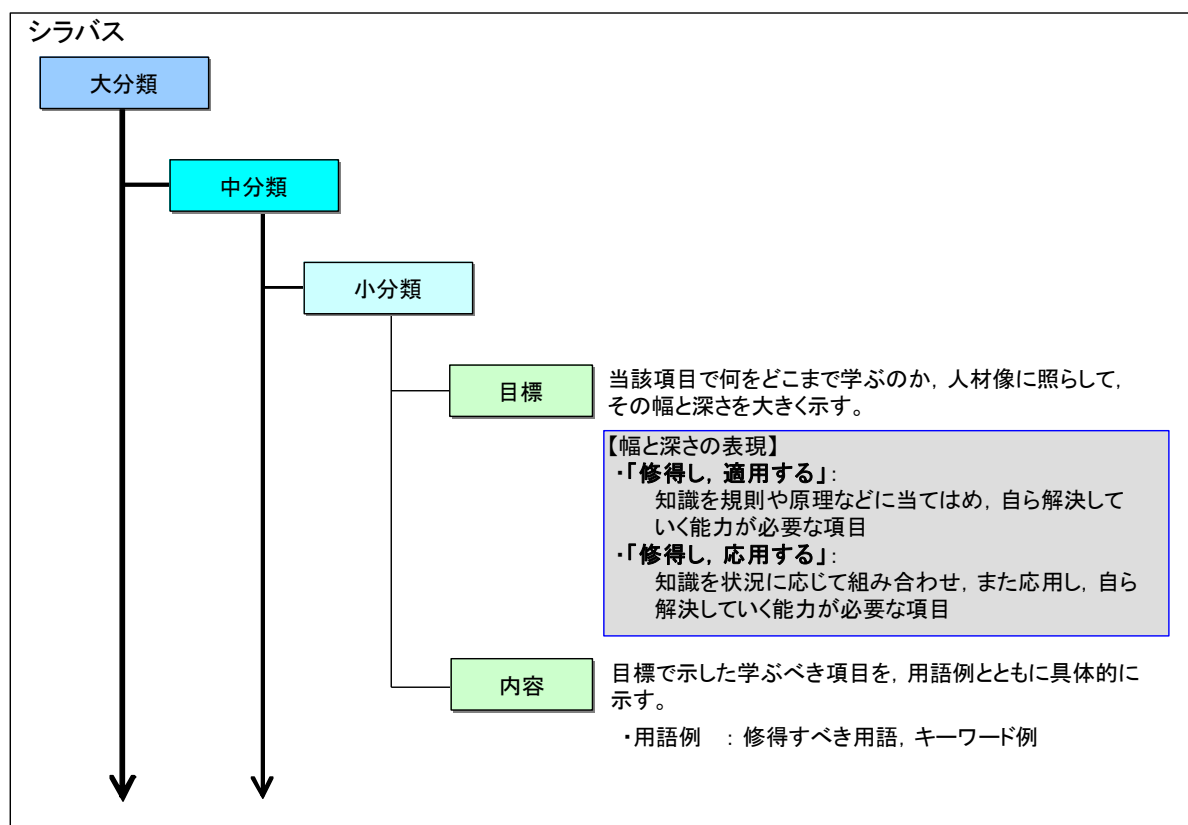 シラバス
大分類
中分類
小分類
目標
当該項目で何をどこまで学ぶのか，人材像に照らして，
その幅と深さを大きく示す。
【幅と深さの表現】
・「修得し，適用する」：
知識を規則や原理などに当てはめ，自ら解決して
いく能力が必要な項目
・「修得し，応用する」：
知識を状況に応じて組み合わせ，また応用し，自ら
解決していく能力が必要な項目
内容
目標で示した学ぶべき項目を，用語例とともに具体的に
示す。
・用語例　：修得すべき用語，キーワード例